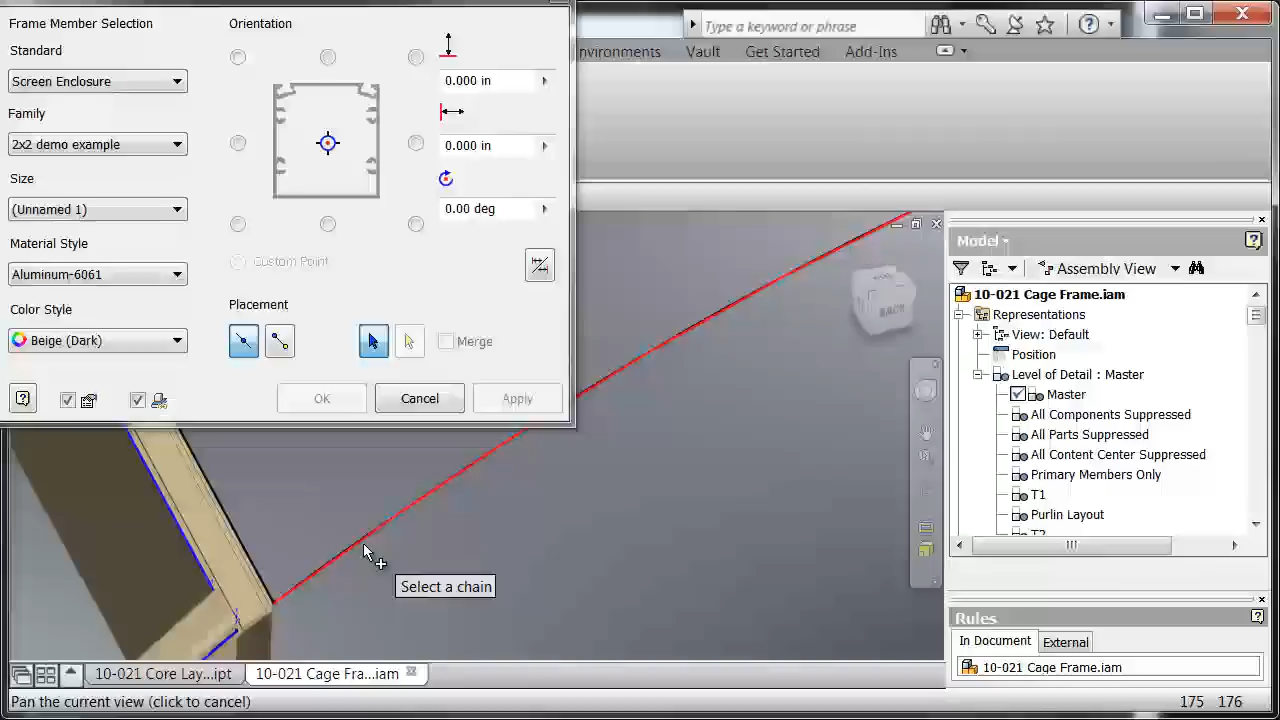 Frame Member Selection
Orientation
Standard
Screen Enclosure
Family
2x2 demo example
Size
(Unnamed 1)
Material Style
Aluminum-6061
Color Style
Beige (Dark)
0.000 in
0.000 in
0.00 deg
Custom Point
Placement
Merge
OK
Cancel
Apply
Type a keyword or phrase
nvironments
Vault
Get Started
Add-Ins
BACK
Select a chain
Model
Assembly View
10-021 Cage Frame.iam
Representations
View: Default
Position
Level of Detail : Master
Master
All Components Suppressed
All Parts Suppressed
All Content Center Suppressed
Primary Members Only
T1
Purlin Layout
T2
Rules
In Document
External
10-021 Cage Frame.iam
10-021 Core Lay...ipt
10-021 Cage Fra...iam
Pan the current view (click to cancel)
175 176